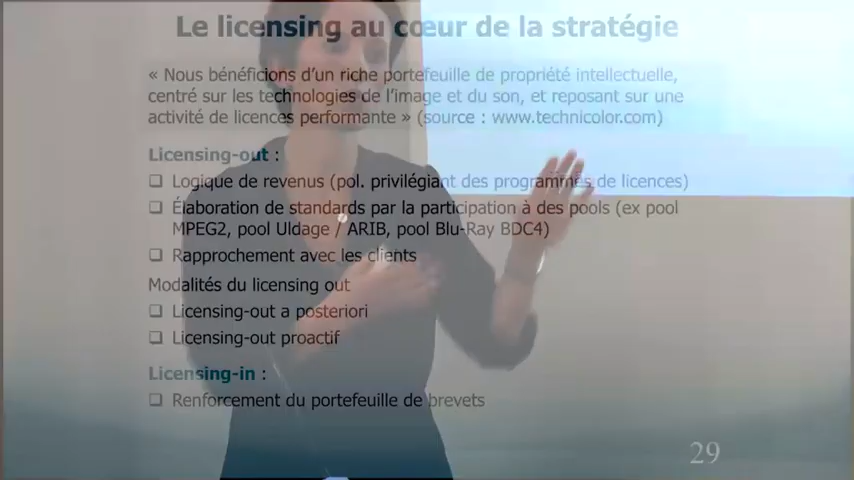 Le licensing au cœur de la stratégie
« Nous bénéficions d'un riche portefeuille de propriété intellectuelle,
centré sur les technologies de l'image et du son, et reposant sur une
activité de licences performante » (source : www.technicolor.com)
Licensing-out :
❑ Logique de revenus (pol. privilégiant des programmes de licences)
❑ Élaboration de standards par la participation à des pools (ex pool
MPEG2, pool Uldage / ARIB, pool Blu-Ray BDC4)
❑ Rapprochement avec les clients
Modalités du licensing out
❑ Licensing-out a posteriori
❑ Licensing-out proactif
Licensing-in :
❑ Renforcement du portefeuille de brevets
29